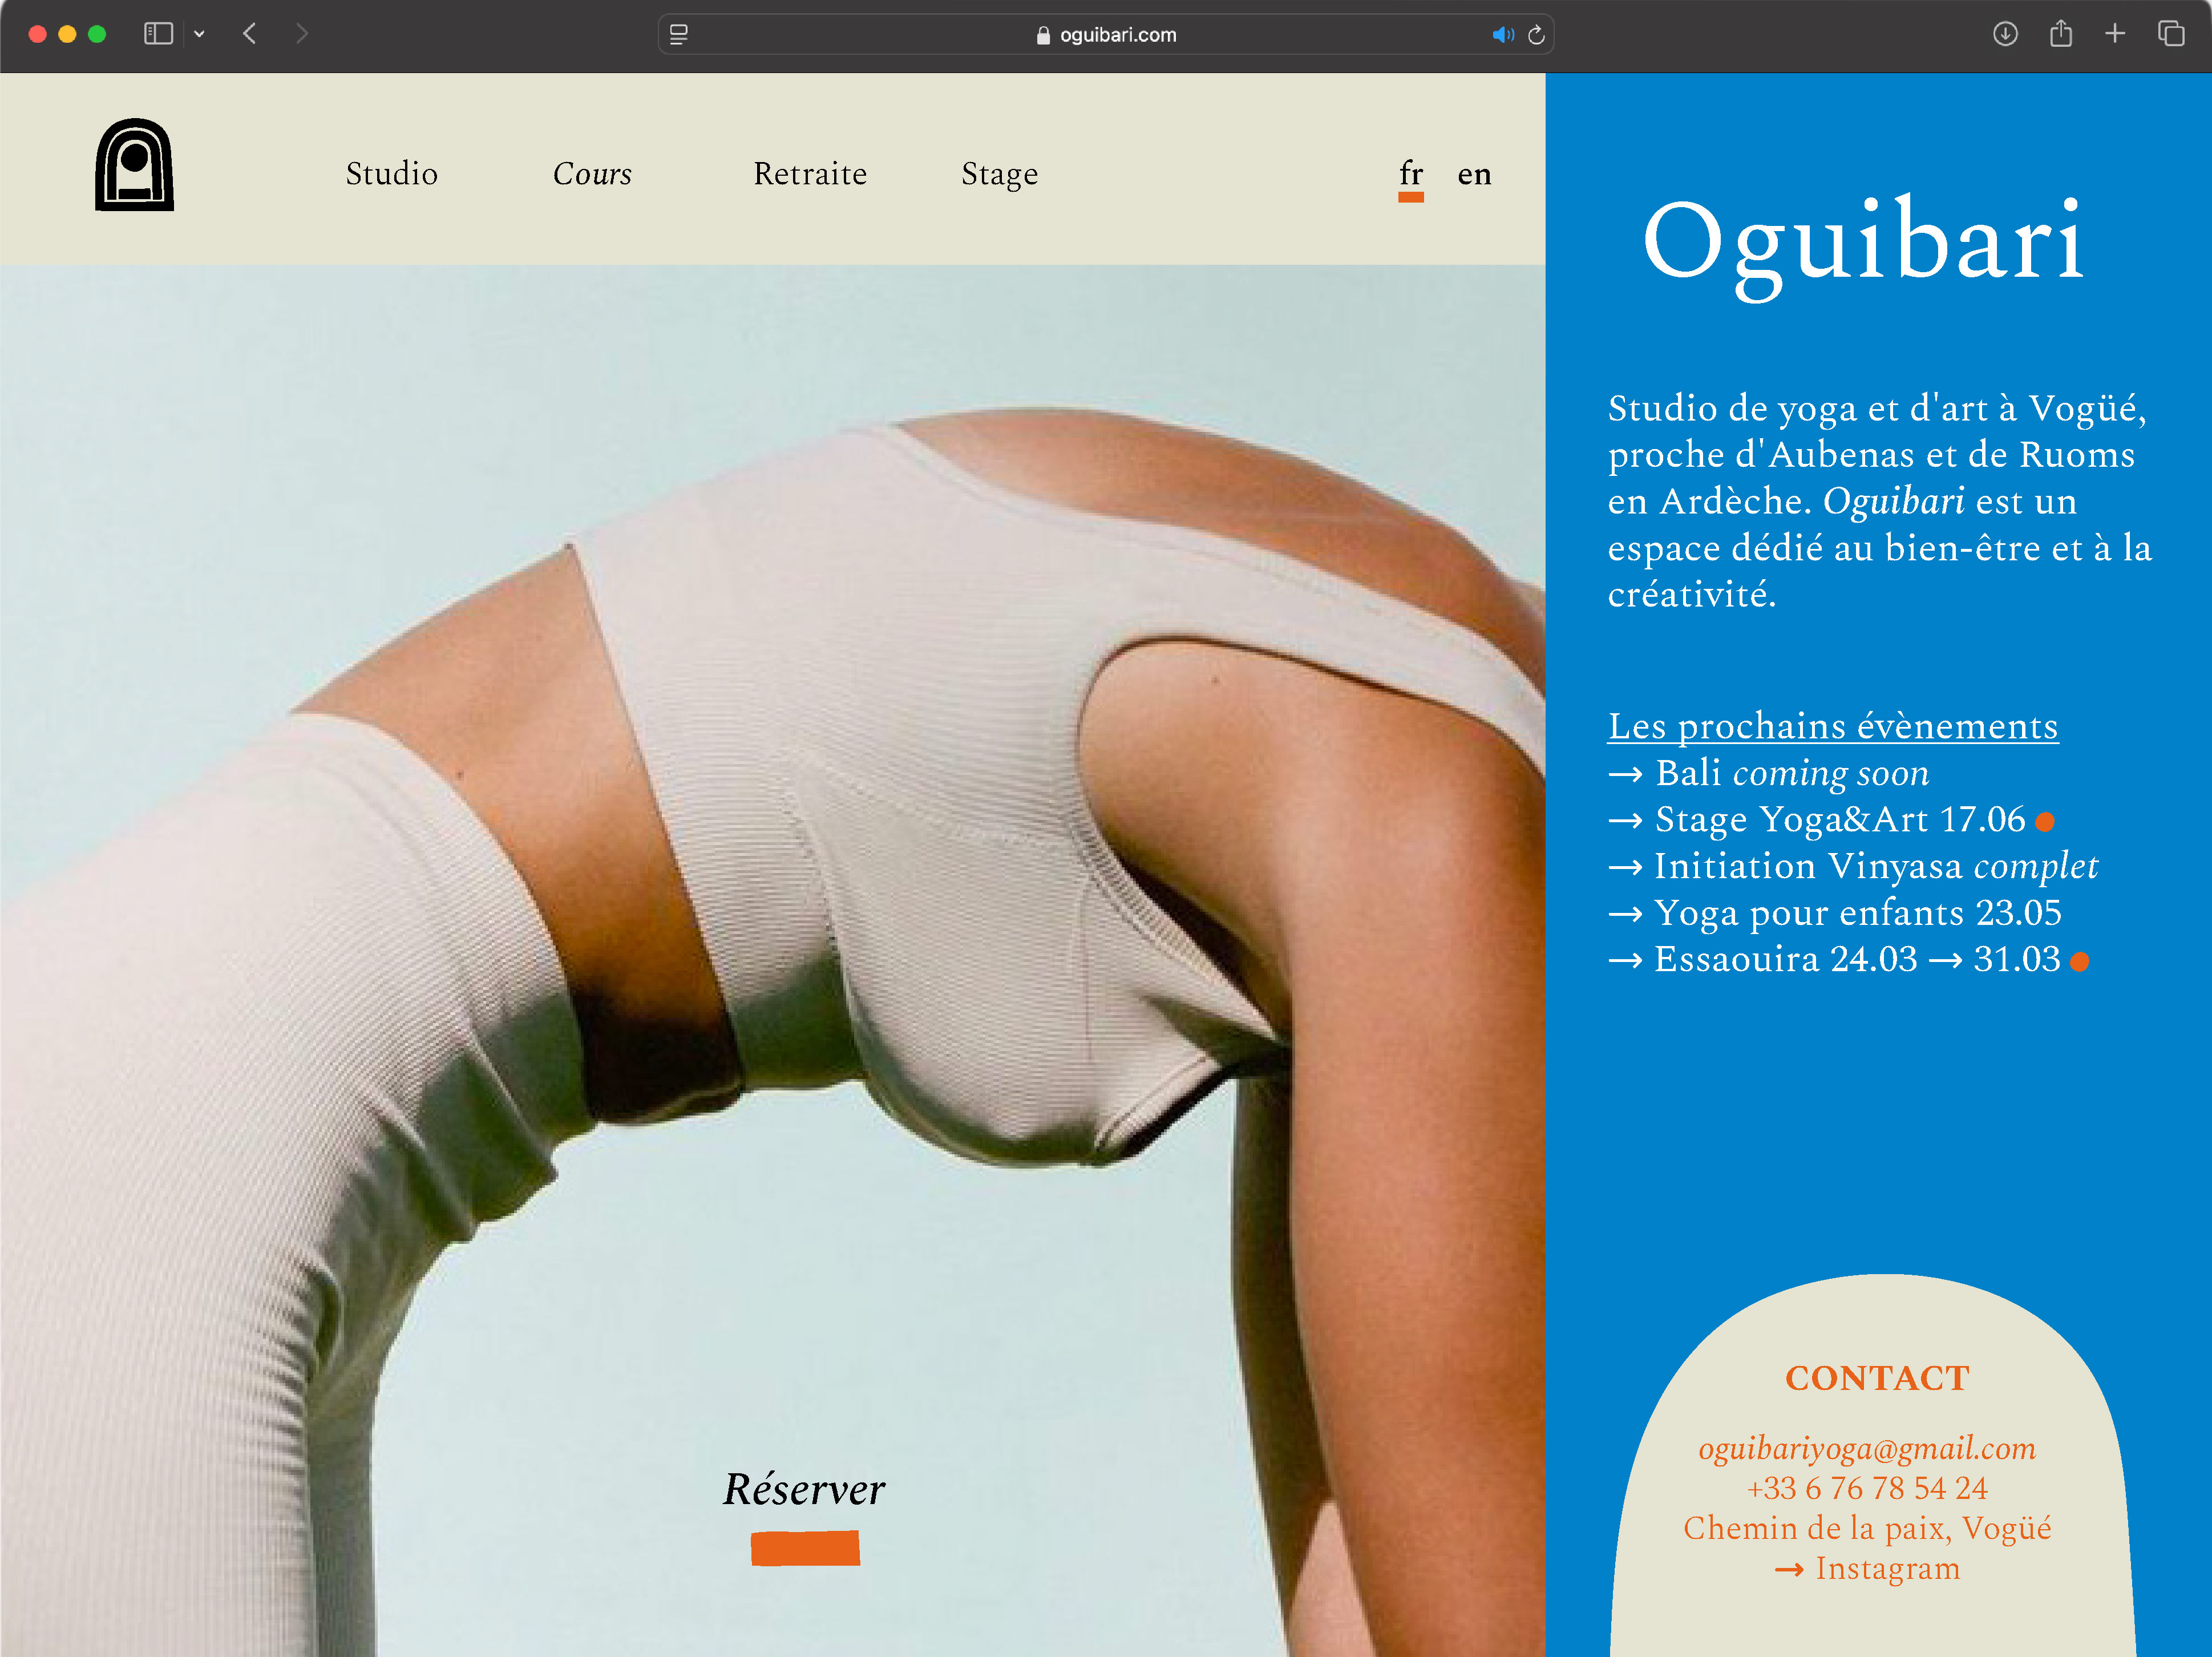 oguibari.com
Studio Cours Retraite Stage fr en
Réserver
Oguibari
Studio de yoga et d'art à Vogüé,
proche d'Aubenas et de Ruoms
en Ardèche. Oguibari est un
espace dédié au bien-être et à la
créativité.
Les prochains évènements
→ Bali coming soon
→ Stage Yoga&Art 17.06
→ Initiation Vinyasa complet
→ Yoga pour enfants 23.05
→ Essaouira 24.03 → 31.03
CONTACT
oguibariyoga@gmail.com
+33 6 76 78 54 24
Chemin de la paix, Vogüé
→ Instagram